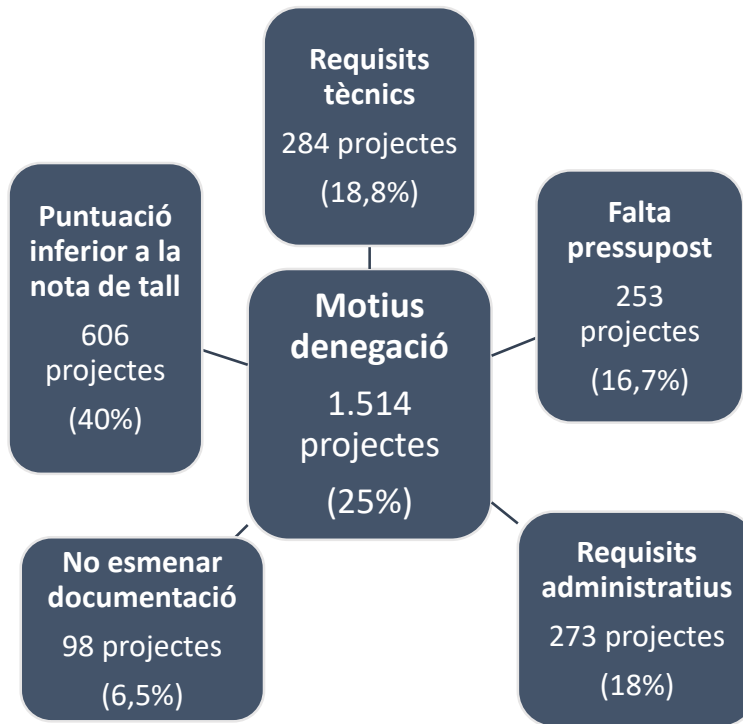 Requisits
tècnics
284 projectes
(18,8%)
Puntuació
inferior a la
nota de tall
606
projectes
(40%)
Falta
pressupost
253
projectes
(16,7%)
Motius
denegació
1.514
projectes
(25%)
No esmenar
documentació
98 projectes
(6,5%)
Requisits
administratius
273 projectes
(18%)